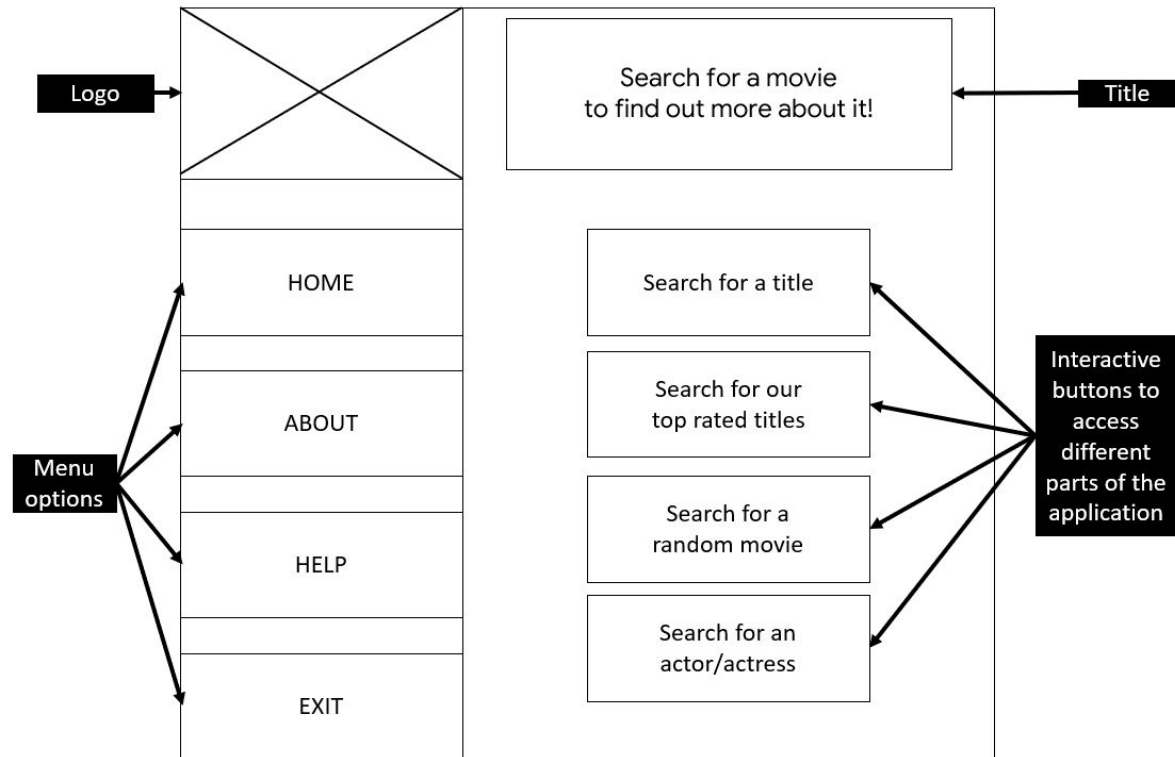 Logo
Search for a movie
to find out more about it!
Title
Menu
options
HOME
ABOUT
HELP
EXIT
Search for a title
Search for our
top rated titles
Search for a
random movie
Search for an
actor/actress
Interactive
buttons to
access
different
parts of the
application